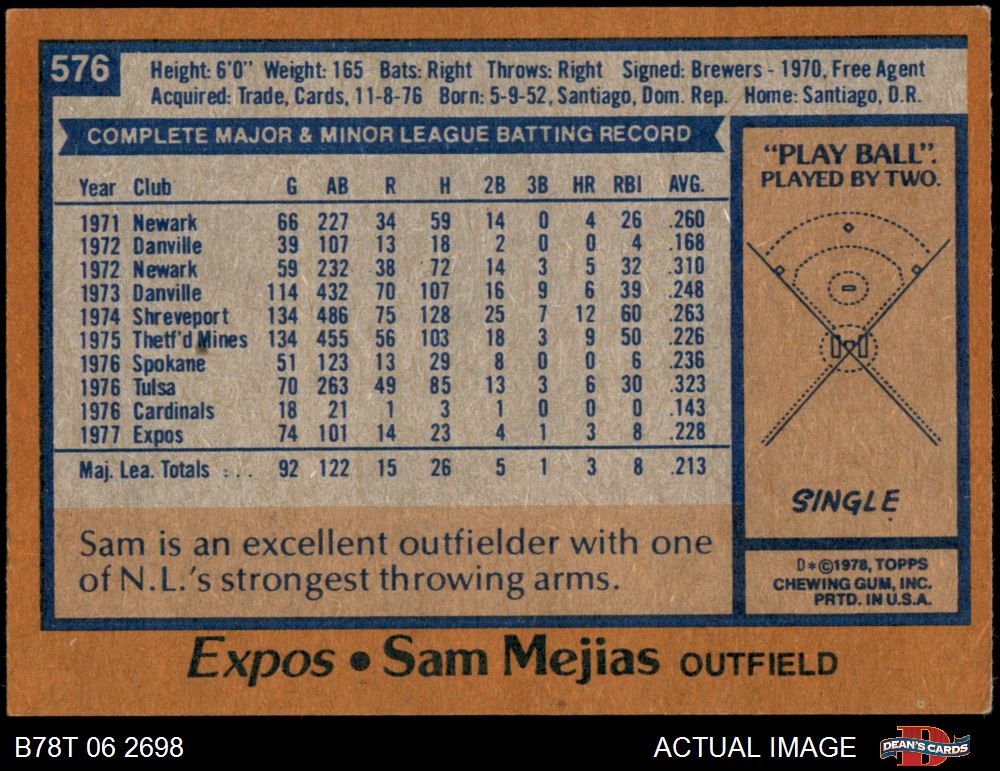 576
Height: 6'0" Weight: 165 Bats: Right Throws: Right Signed: Brewers - 1970, Free Agent
Acquired: Trade, Cards, 11-8-76 Born: 5-9-52, Santiago, Dom. Rep. Home: Santiago, D.R.
COMPLETE MAJOR & MINOR LEAGUE BATTING RECORD
Year Club G AB R H 2B 3B HR RBI AVG.
1971 Newark 66 227 34 59 14 0 4 26 .260
1972 Danville 39 107 13 18 2 0 0 4 .168
1972 Newark 59 232 38 72 14 3 5 32 .310
1973 Danville 114 432 70 107 16 9 6 39 .248
1974 Shreveport 134 486 75 128 25 7 12 60 .263
1975 Thetf'd Mines 134 455 56 103 18 3 9 50 .226
1976 Spokane 51 123 13 29 8 0 0 6 .236
1976 Tulsa 70 263 49 85 13 3 6 30 .323
1976 Cardinals 18 21 1 3 1 0 0 0 .143
1977 Expos 74 101 14 23 4 1 3 8 .228
Maj. Lea. Totals . . . 92 122 15 26 5 1 3 8 .213
Sam is an excellent outfielder with one
of N.L.'s strongest throwing arms.
"PLAY BALL".
PLAYED BY TWO.
SINGLE
D*©1978, TOPPS
CHEWING GUM, INC.
PRTD. IN U.S.A.
Expos • Sam Mejias OUTFIELD
B78T 06 2698
ACTUAL IMAGE
DEAN'S CARDS